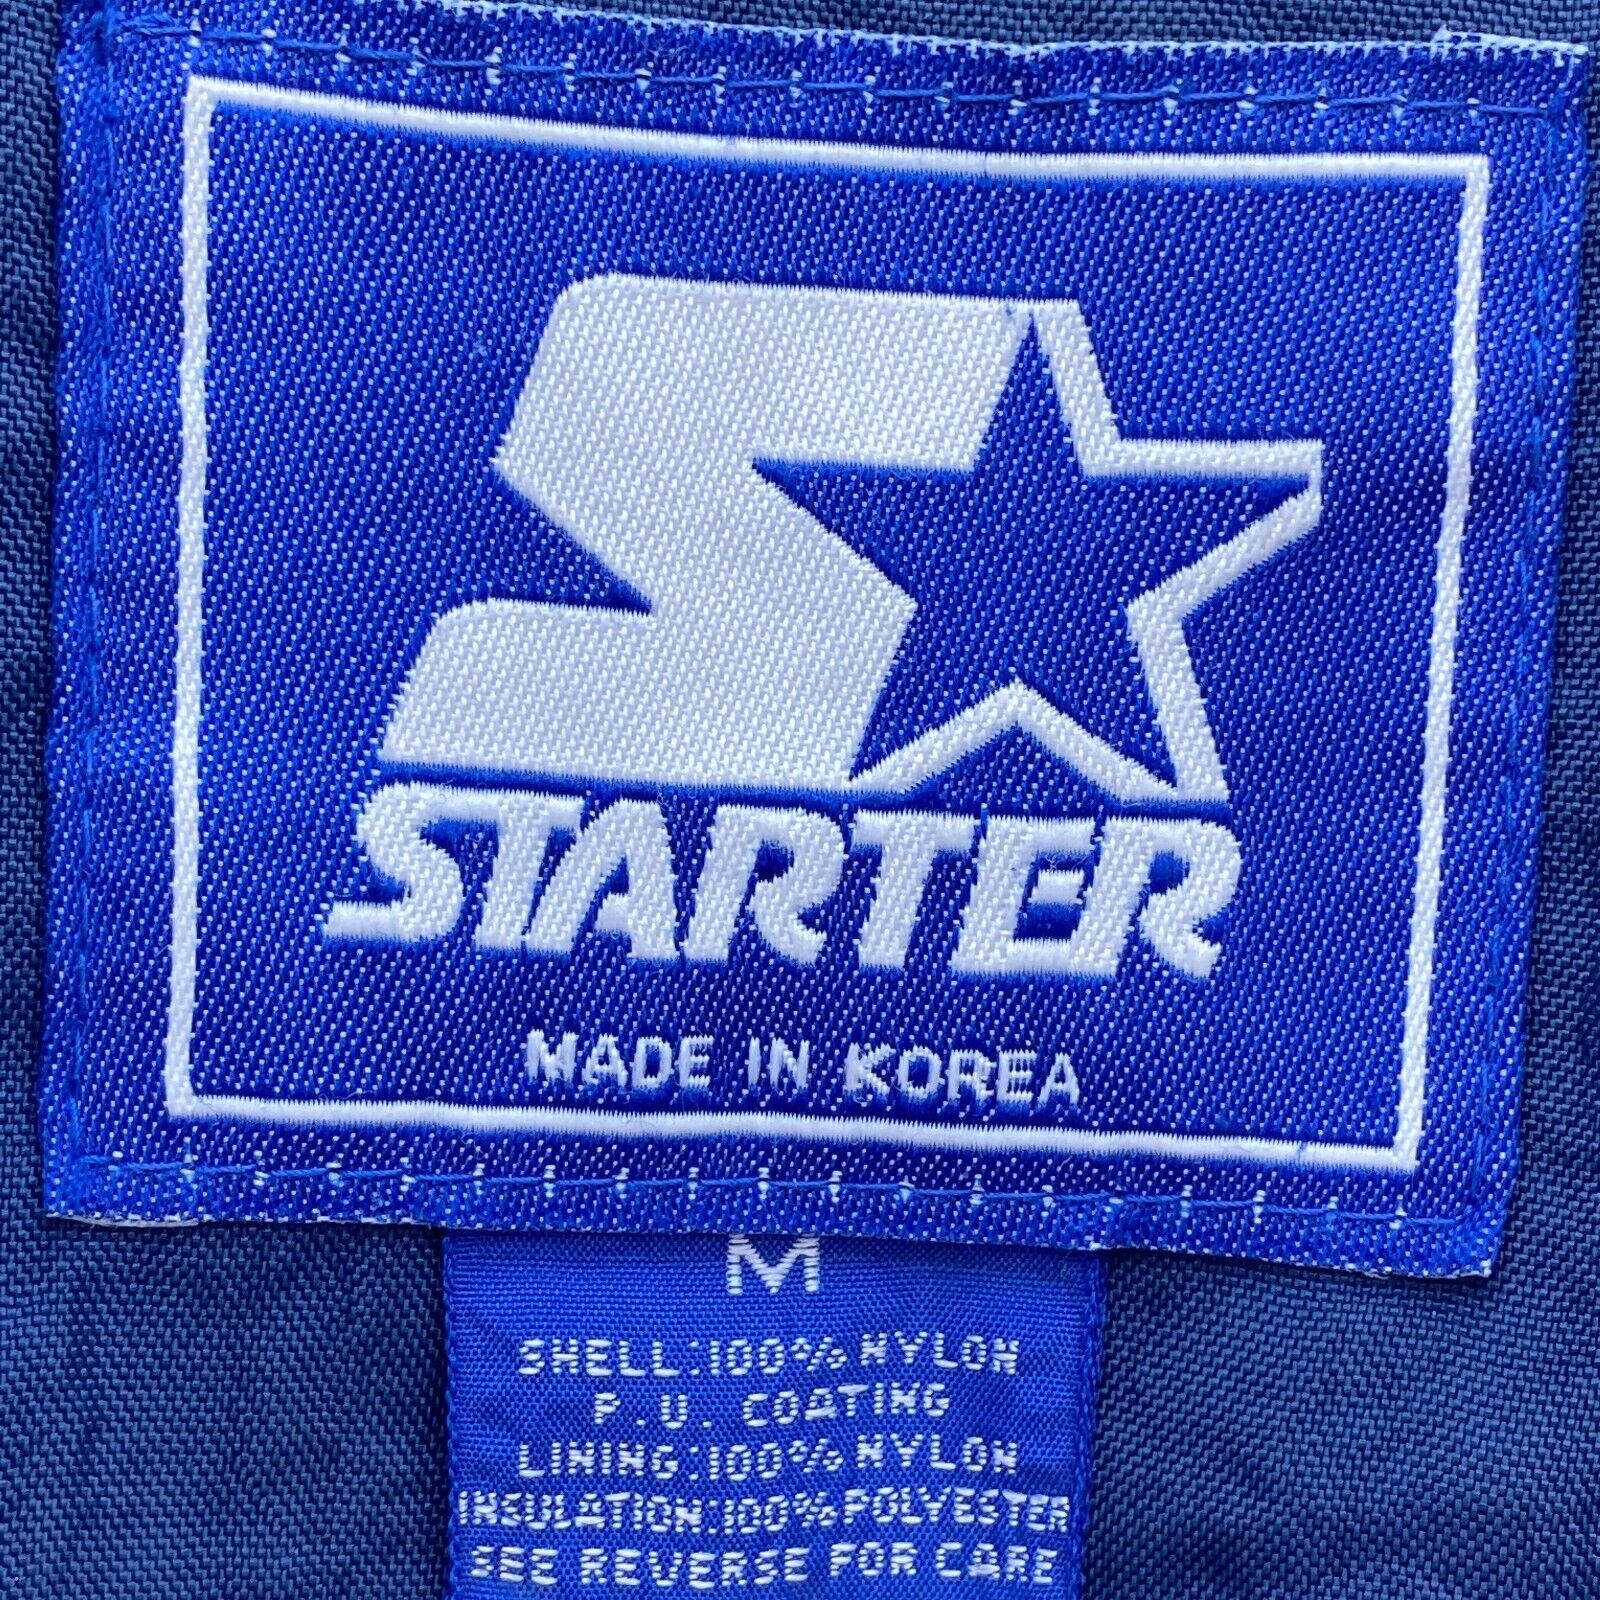 STARTER
MADE IN KOREA
M
SHELL:100% NYLON
P.U. COATING
LINING:100% NYLON
INSULATION:100% POLYESTER
SEE REVERSE FOR CARE